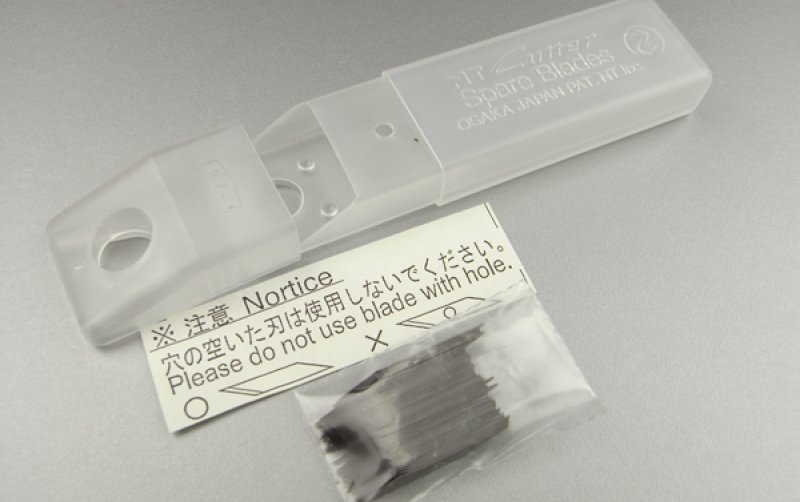 NT Cutter
Spare Blades
OSAKA JAPAN PAT. NT Inc.
※ 注意 Nortice
穴の空いた刃は使用しないでください。
Please do not use blade with hole.
○ ×